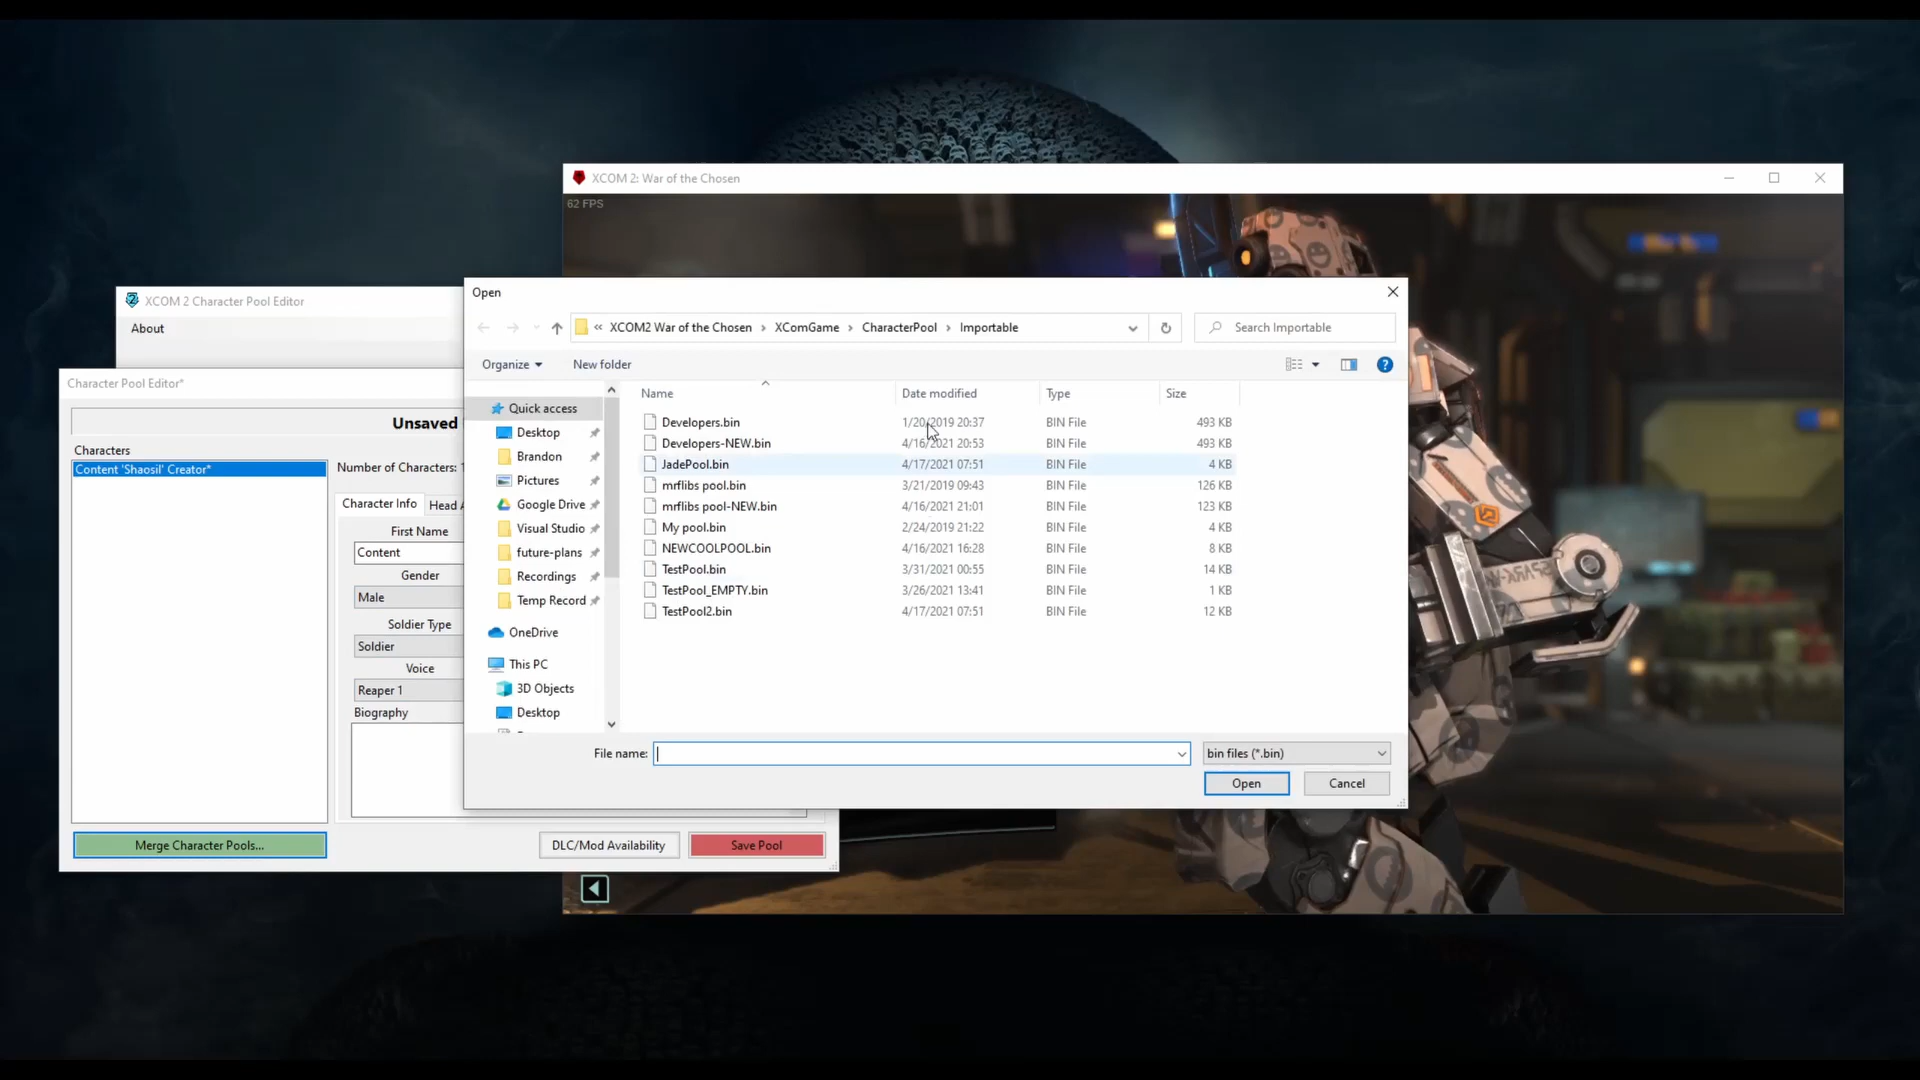 XCOM 2: War of the Chosen
62 FPS
XCOM 2 Character Pool Editor
About
Character Pool Editor*
Unsaved
Characters
Content 'Shaosil' Creator*
Number of Characters: 1
Character Info
Head A
First Name
Content
Gender
Male
Soldier Type
Soldier
Voice
Reaper 1
Biography
Merge Character Pools...
DLC/Mod Availability
Save Pool
Open
« XCOM2 War of the Chosen › XComGame › CharacterPool › Importable
Search Importable
Organize
New folder
Quick access
Desktop
Brandon
Pictures
Google Drive
Visual Studio
future-plans
Recordings
Temp Record
OneDrive
This PC
3D Objects
Desktop
Name Date modified Type Size
Developers.bin 1/20/2019 20:37 BIN File 493 KB
Developers-NEW.bin 4/16/2021 20:53 BIN File 493 KB
JadePool.bin 4/17/2021 07:51 BIN File 4 KB
mrflibs pool.bin 3/21/2019 09:43 BIN File 126 KB
mrflibs pool-NEW.bin 4/16/2021 21:01 BIN File 123 KB
My pool.bin 2/24/2019 21:22 BIN File 4 KB
NEWCOOLPOOL.bin 4/16/2021 16:28 BIN File 8 KB
TestPool.bin 3/31/2021 00:55 BIN File 14 KB
TestPool_EMPTY.bin 3/26/2021 13:41 BIN File 1 KB
TestPool2.bin 4/17/2021 07:51 BIN File 12 KB
File name:
bin files (*.bin)
Open
Cancel